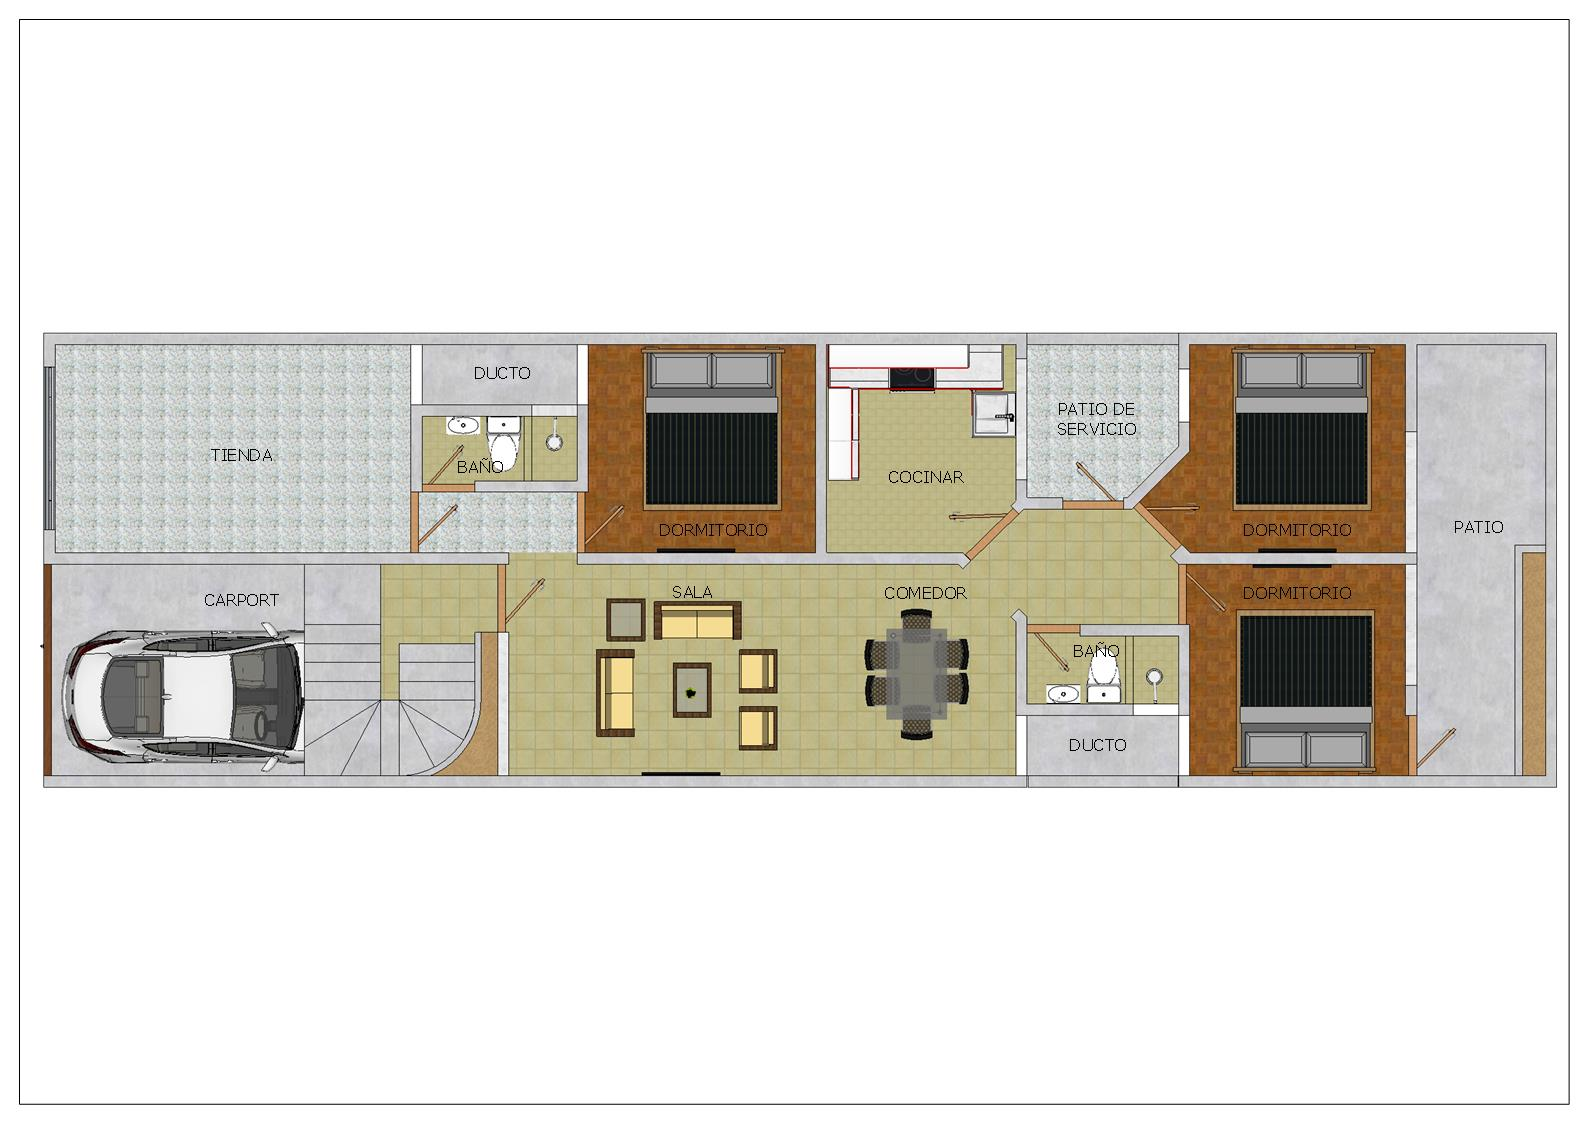 DUCTO
TIENDA
BAÑO
DORMITORIO
COCINAR
PATIO DE
SERVICIO
DORMITORIO
PATIO
CARPORT
SALA
COMEDOR
DORMITORIO
BAÑO
DUCTO